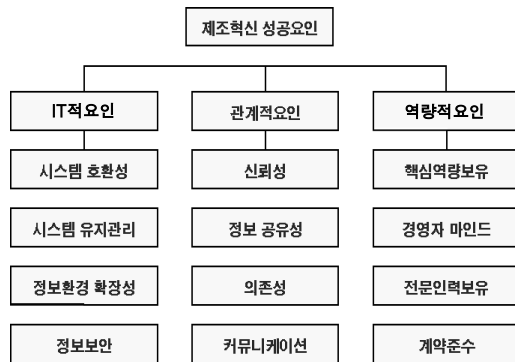 제조혁신 성공요인
IT적요인
관계적요인
역량적요인
시스템 호환성
신뢰성
핵심역량보유
시스템 유지관리
정보 공유성
경영자 마인드
정보환경 확장성
의존성
전문인력보유
정보보안
커뮤니케이션
계약준수